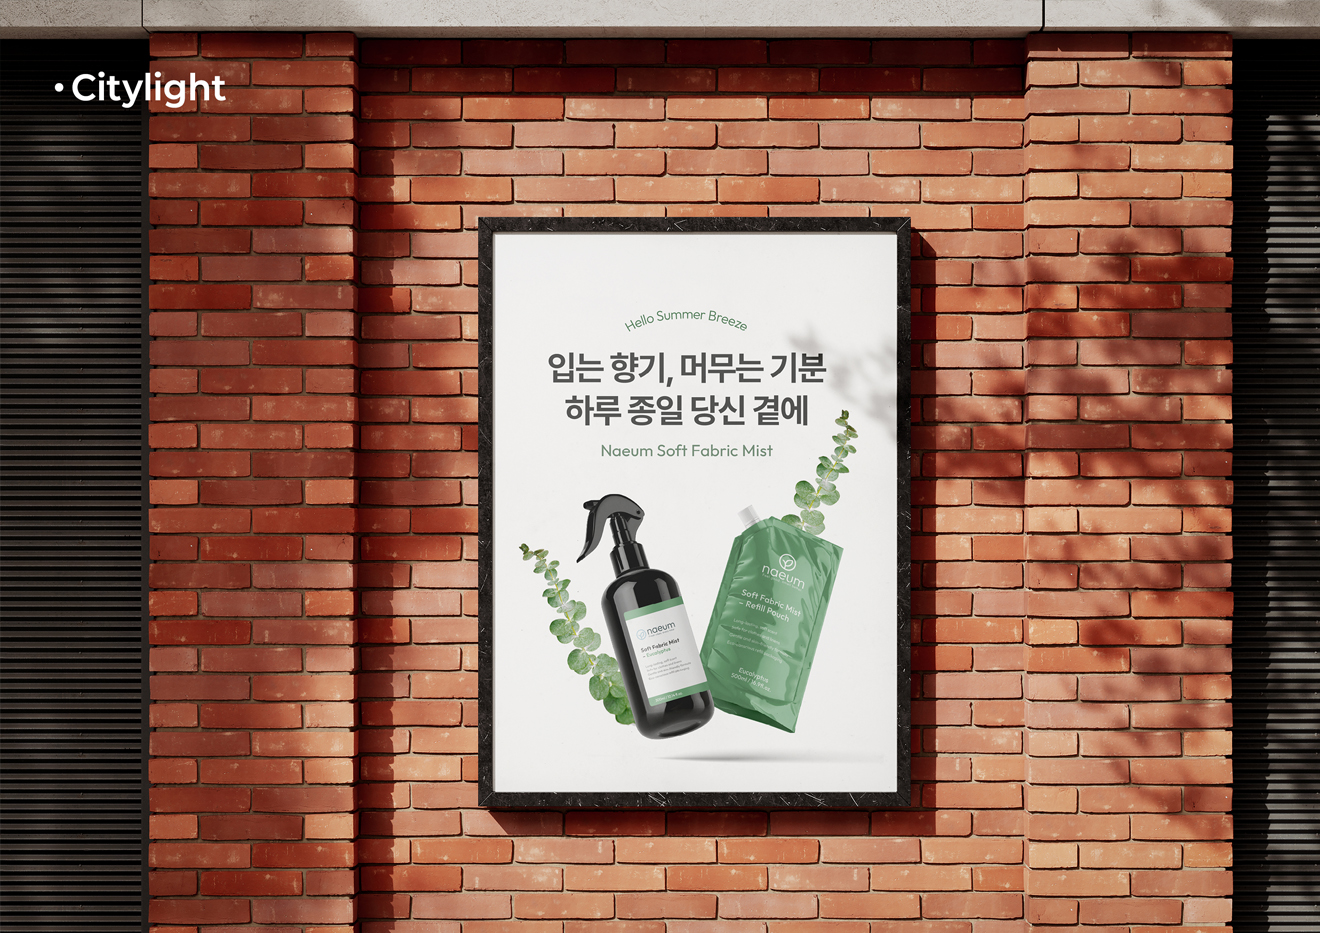 • Citylight
Hello Summer Breeze
입는 향기, 머무는 기분
하루 종일 당신 곁에
Naeum Soft Fabric Mist
naeum
Soft Fabric Mist
- Eucalyptus
naeum
Soft Fabric Mist
- Refill Pouch
Eucalyptus